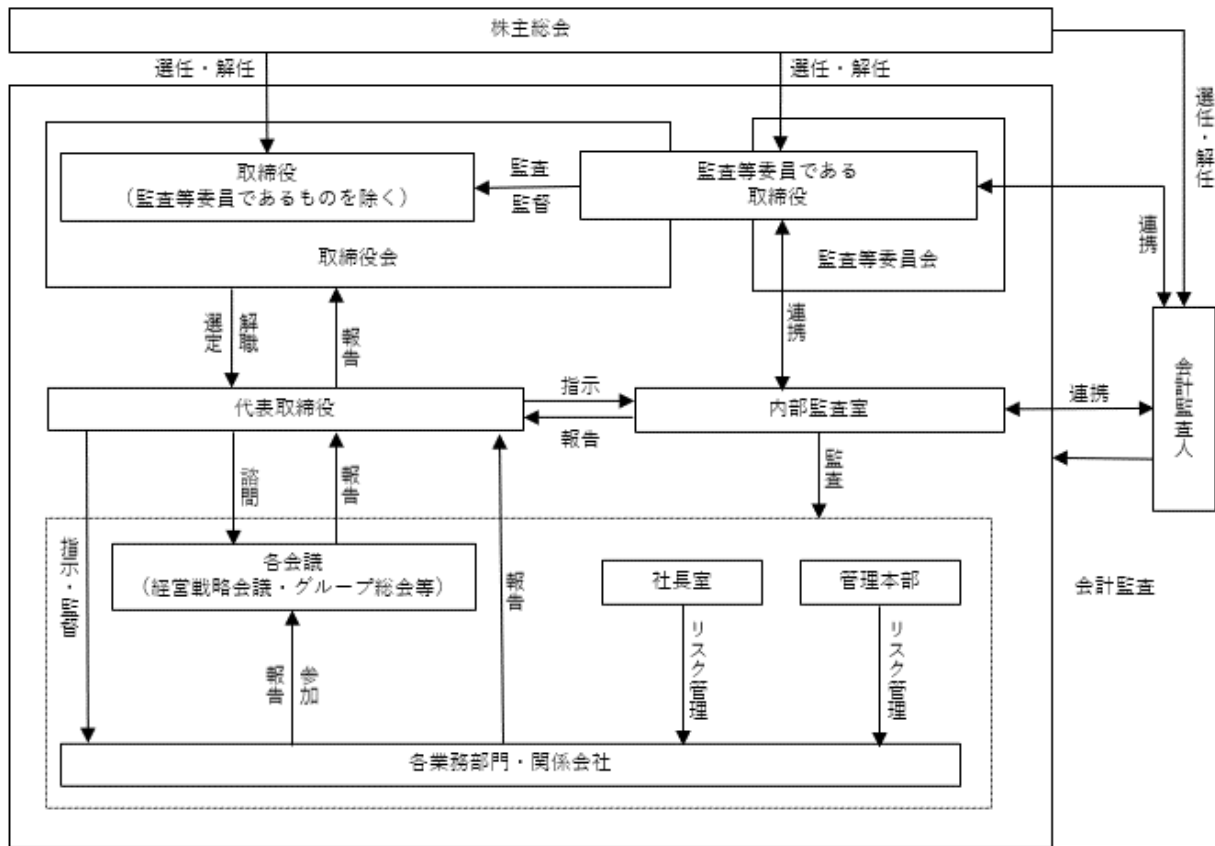 株主総会
選任・解任
選任・解任
選任・解任
取締役
（監査等委員であるものを除く）
監査
監督
監査等委員である
取締役
取締役会
監査等委員会
連携
選定
解職
報告
連携
会計監査人
代表取締役
指示
報告
内部監査室
連携
諮問
報告
監査
指示・監督
各会議
（経営戦略会議・グループ総会等）
報告
社長室
管理本部
会計監査
報告
参加
リスク管理
リスク管理
各業務部門・関係会社